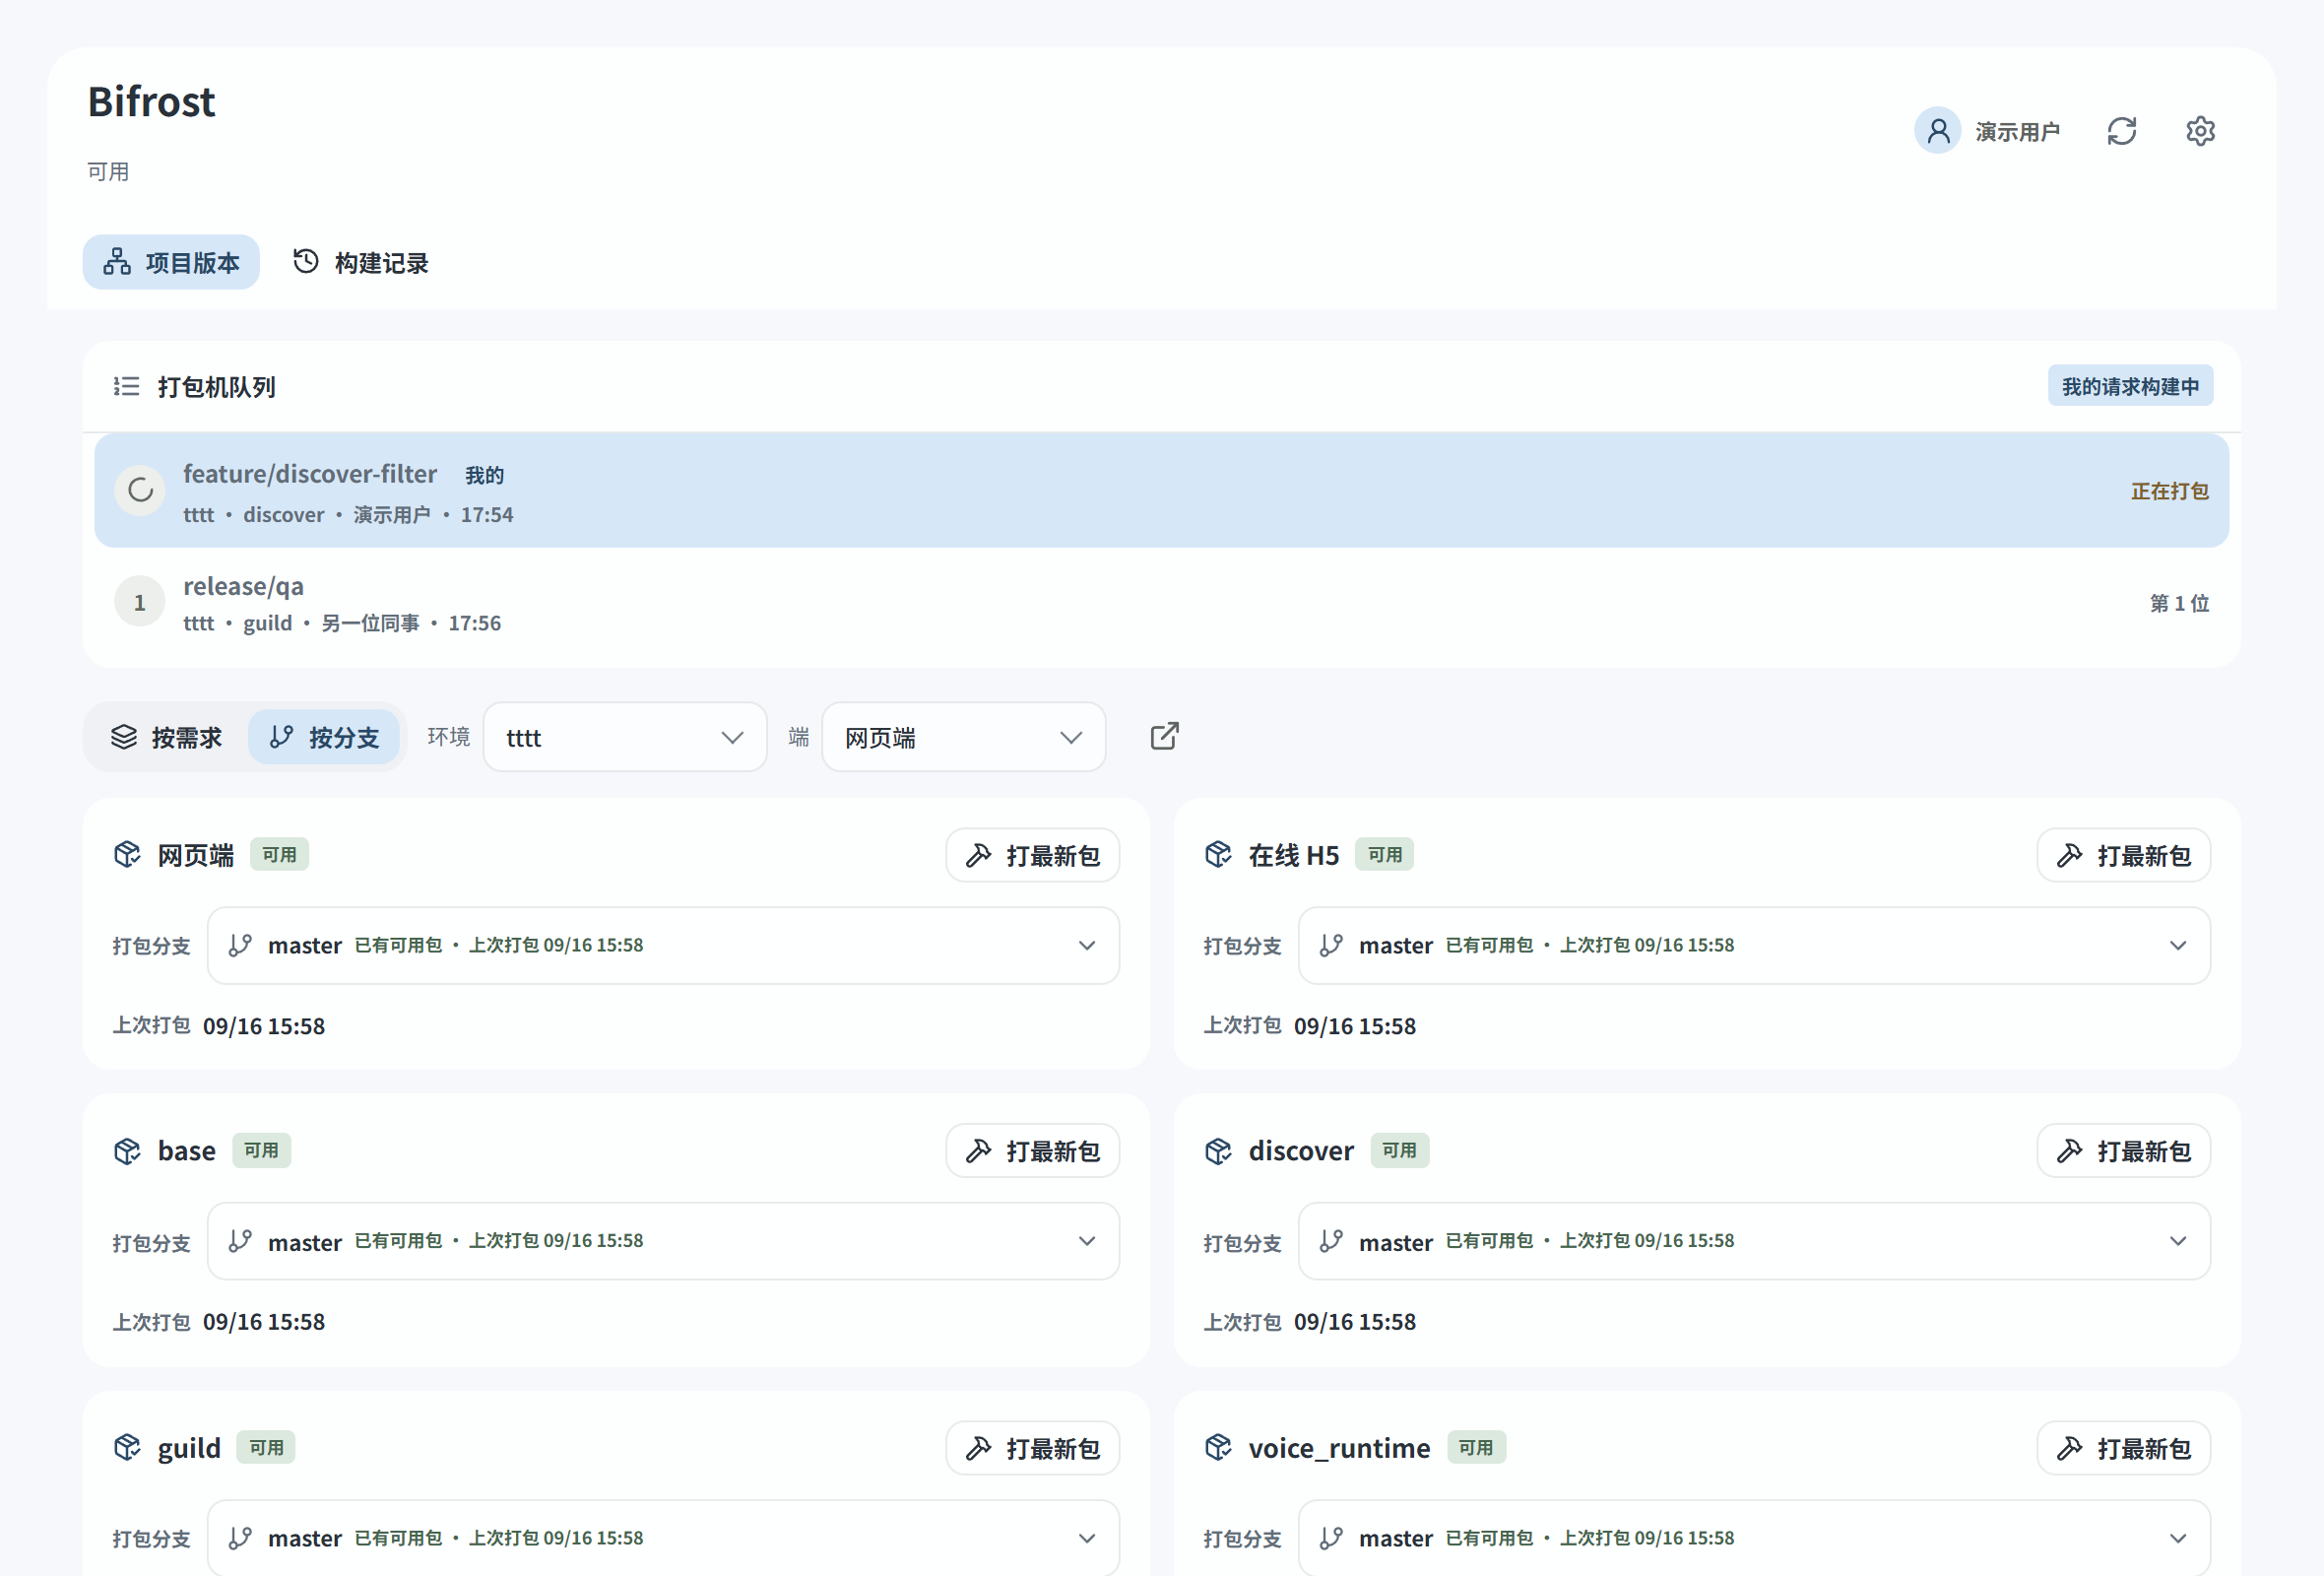 Bifrost
可用
演示用户
项目版本 构建记录
打包机队列 我的请求构建中
feature/discover-filter 我的
tttt • discover • 演示用户 • 17:54
正在打包
1 release/qa
tttt • guild • 另一位同事 • 17:56
第 1 位
按需求 按分支 环境 tttt 端 网页端
网页端 可用 打最新包
打包分支 master 已有可用包 • 上次打包 09/16 15:58
上次打包 09/16 15:58
在线 H5 可用 打最新包
打包分支 master 已有可用包 • 上次打包 09/16 15:58
上次打包 09/16 15:58
base 可用 打最新包
打包分支 master 已有可用包 • 上次打包 09/16 15:58
上次打包 09/16 15:58
discover 可用 打最新包
打包分支 master 已有可用包 • 上次打包 09/16 15:58
上次打包 09/16 15:58
guild 可用 打最新包
打包分支 master 已有可用包 • 上次打包 09/16 15:58
voice_runtime 可用 打最新包
打包分支 master 已有可用包 • 上次打包 09/16 15:58